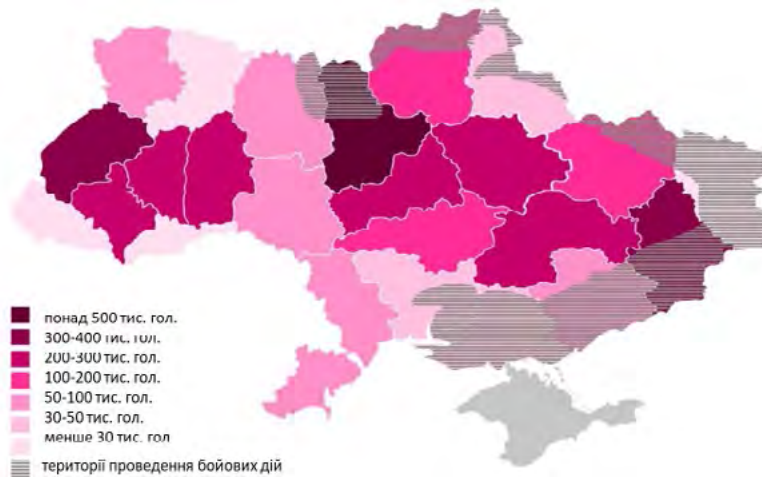 понад 500 тис. гол.
300-400 тис. гол.
200-300 тис. гол.
100-200 тис. гол.
50-100 тис. гол.
30-50 тис. гол.
менше 30 тис. гол
території проведення бойових дій